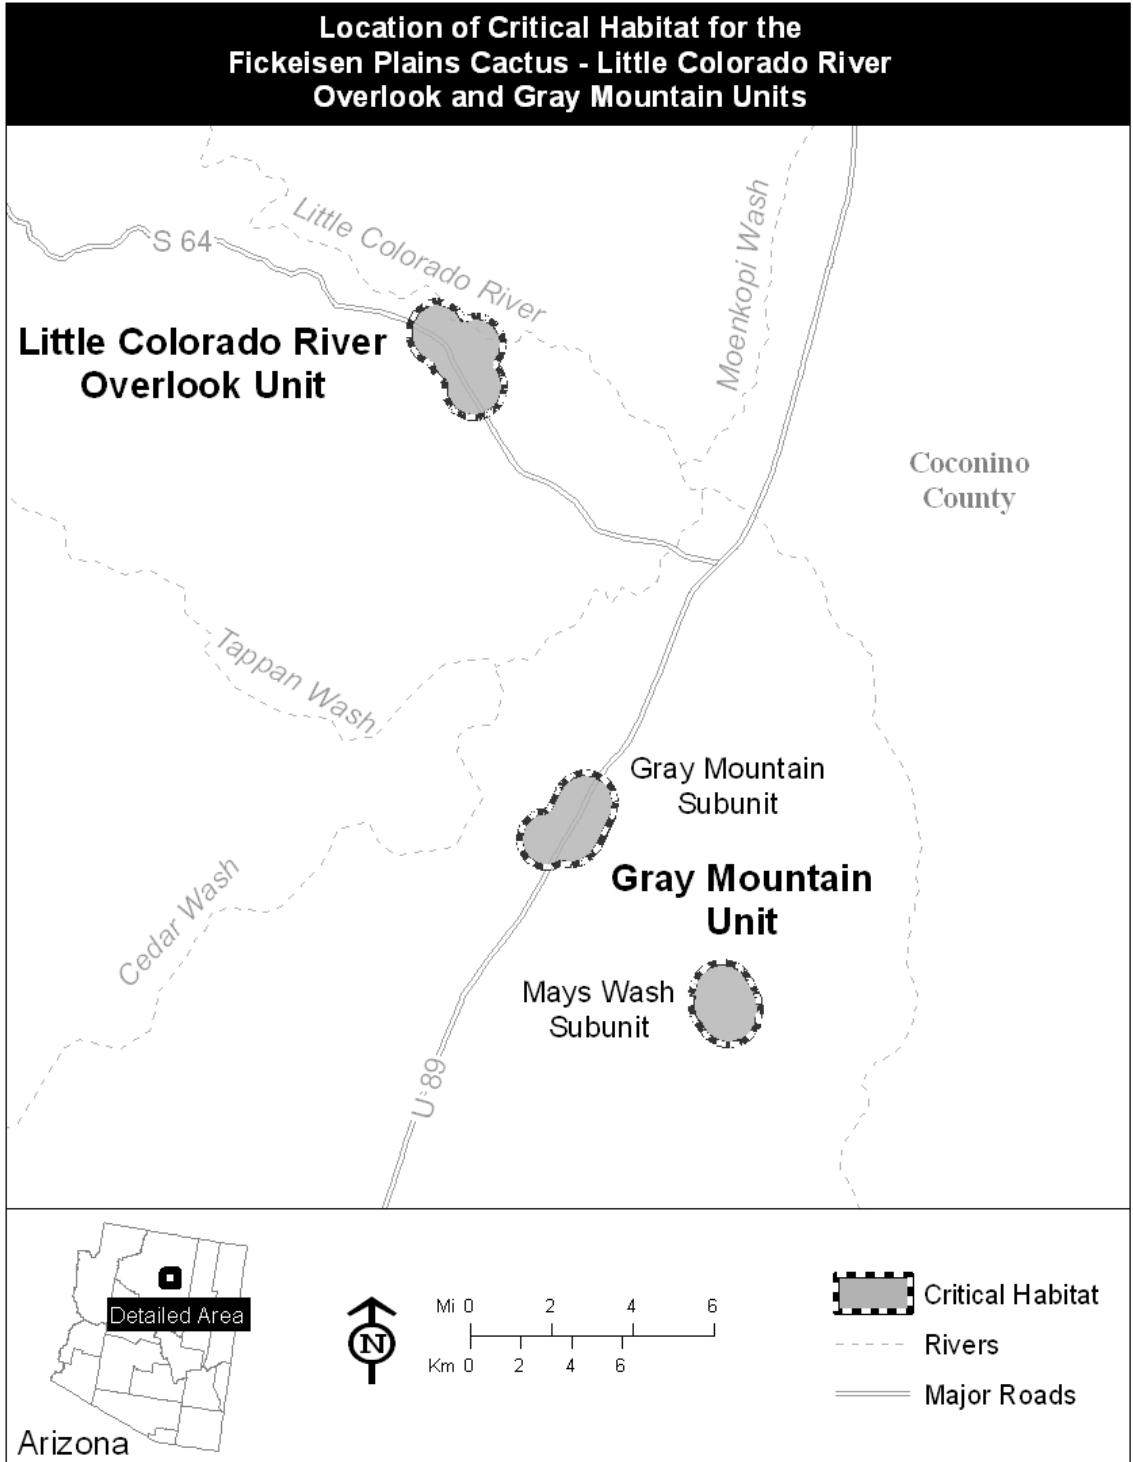 Location of Critical Habitat for the
Fickeisen Plains Cactus - Little Colorado River
Overlook and Gray Mountain Units
S 64
Little Colorado River
Moenkopi Wash
Little Colorado River
Overlook Unit
Coconino
County
Tappan Wash
Gray Mountain
Subunit
Gray Mountain
Unit
Cedar Wash
Mays Wash
Subunit
U 89
Detailed Area
Arizona
N
Mi 0 2 4 6
Km 0 2 4 6
Critical Habitat
Rivers
Major Roads